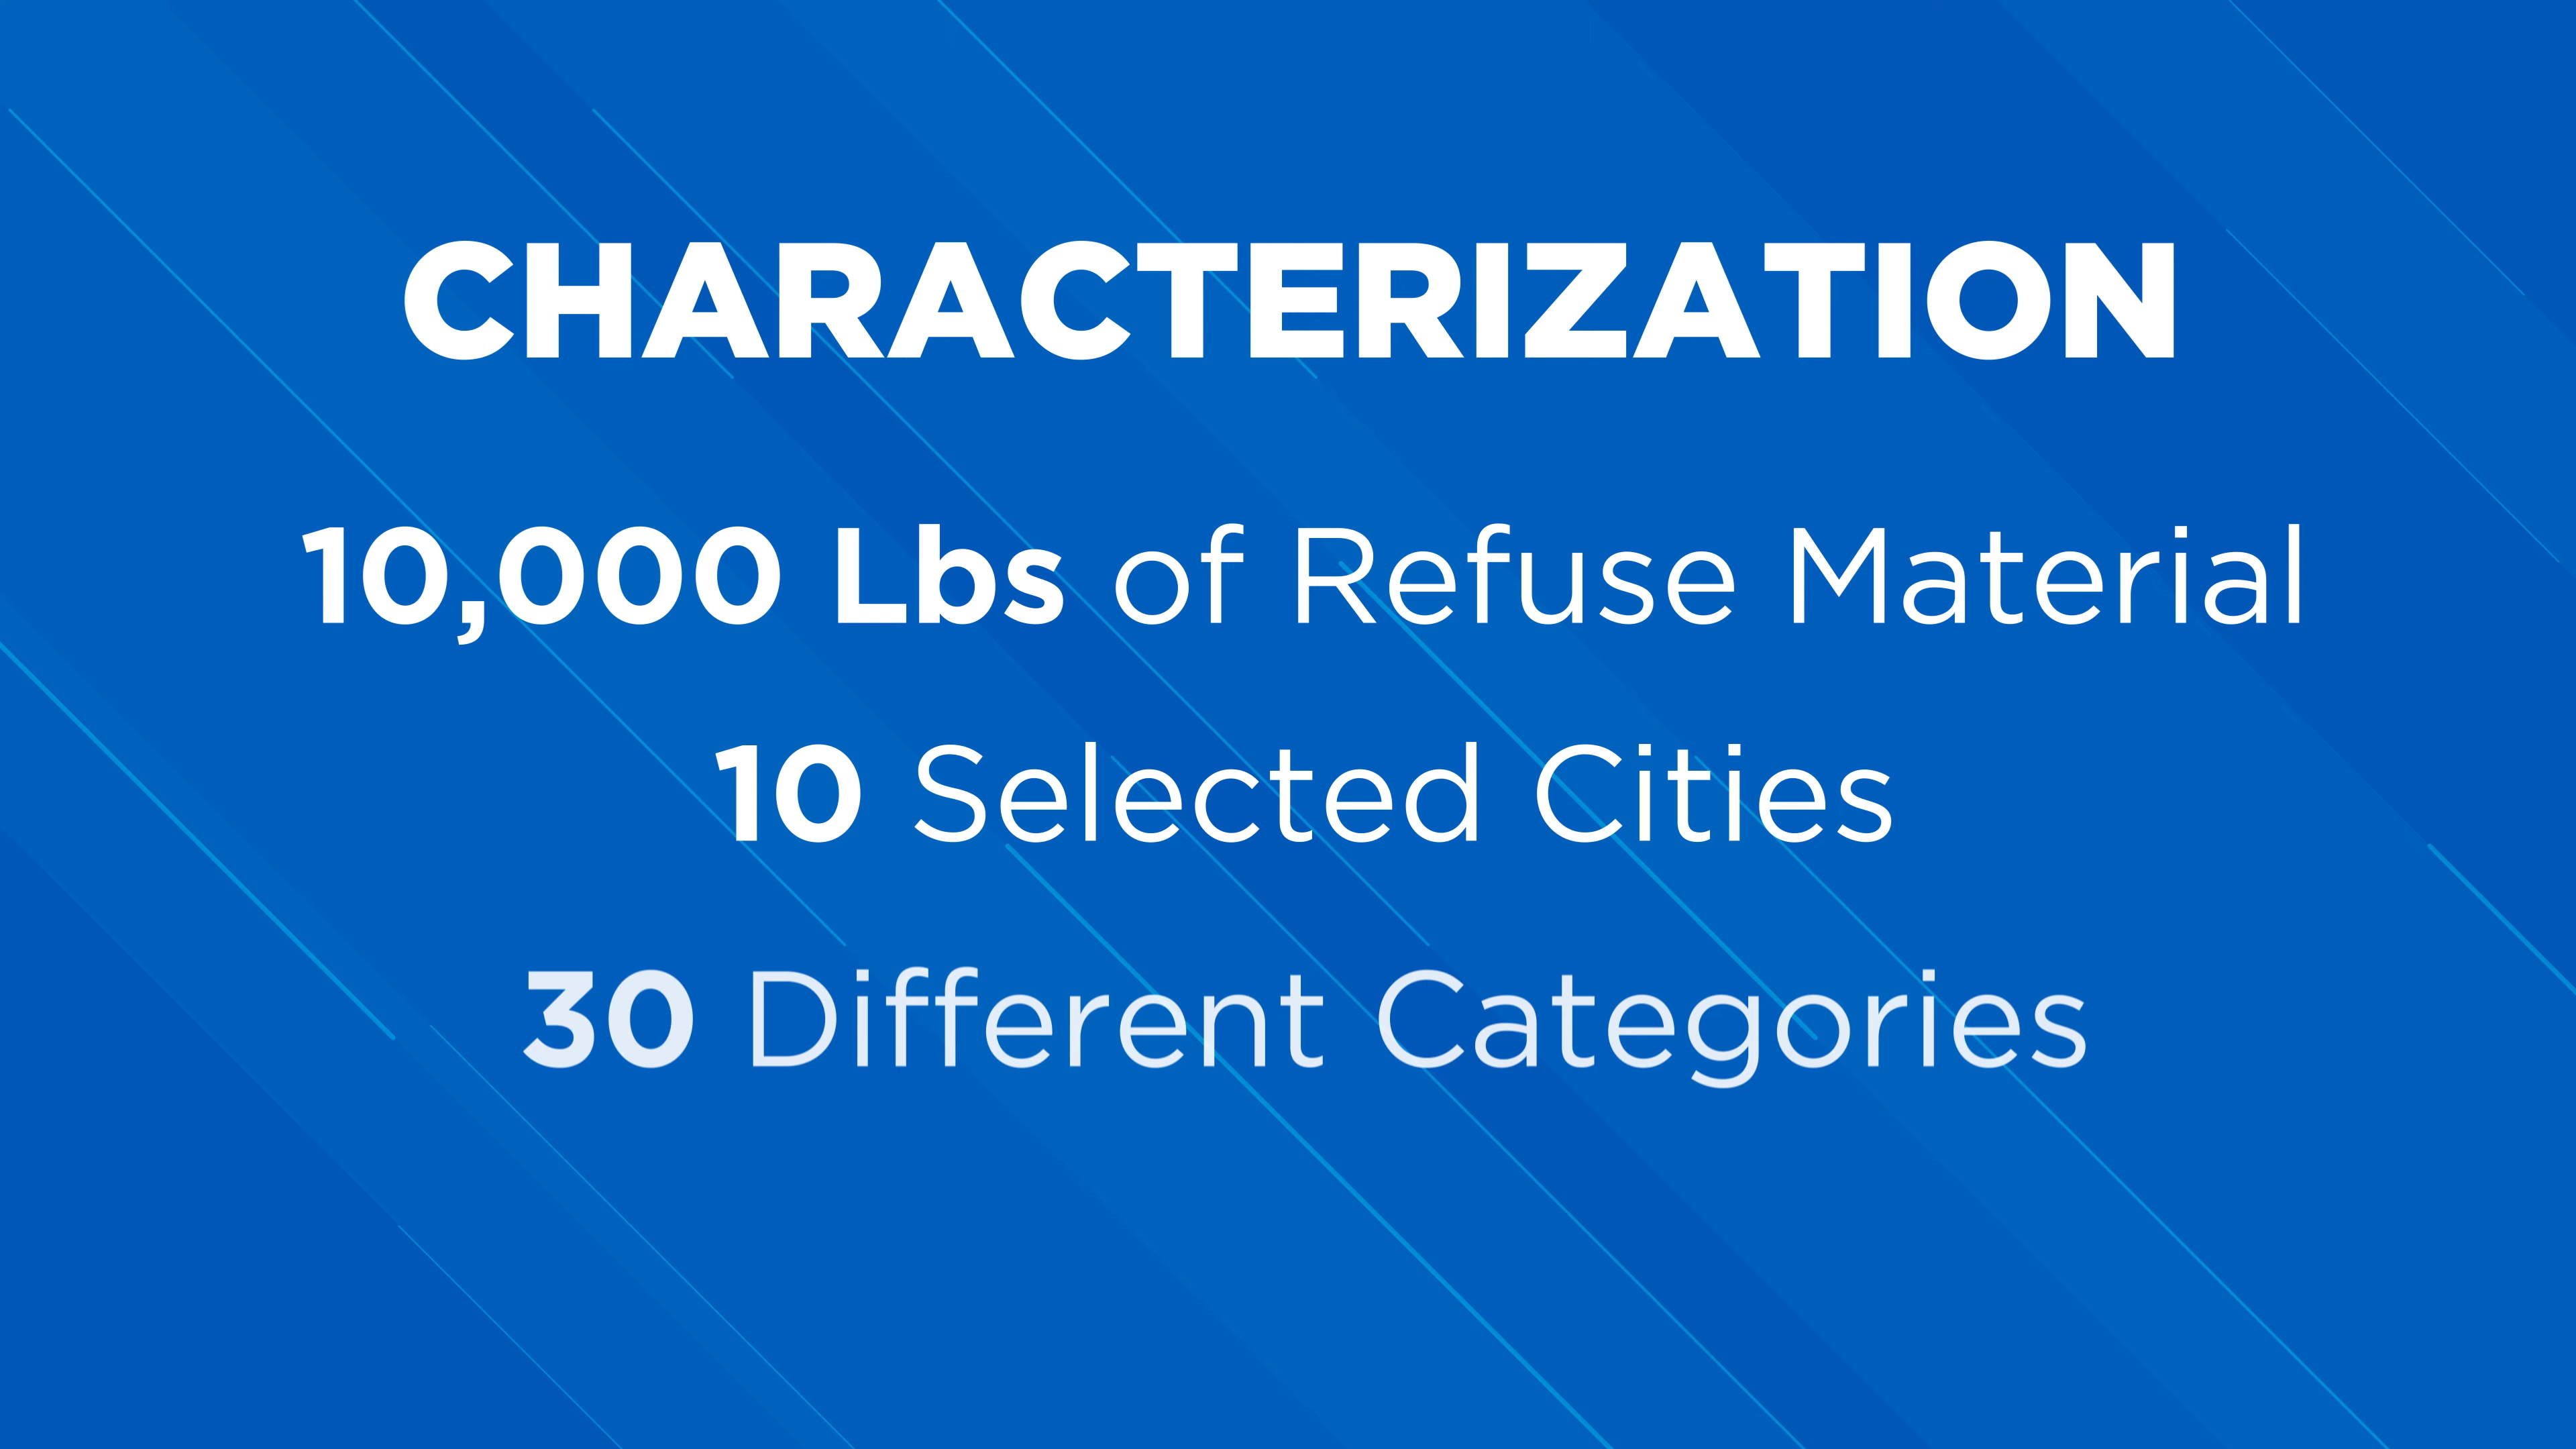 CHARACTERIZATION
10,000 Lbs of Refuse Material
10 Selected Cities
30 Different Categories